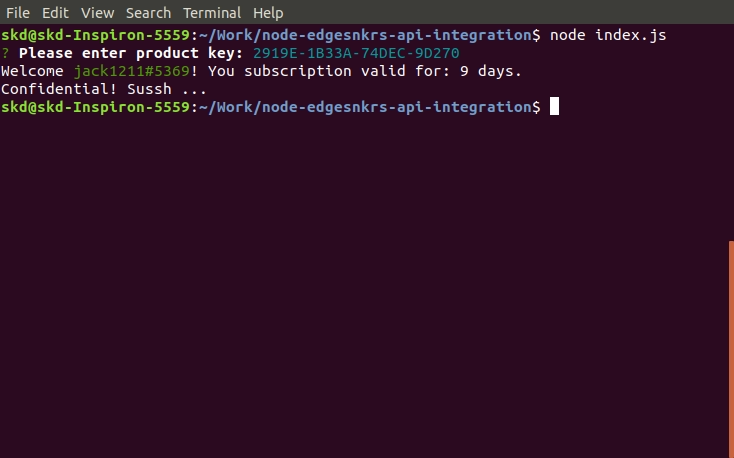 File Edit View Search Terminal Help
skd@skd-Inspiron-5559:~/Work/node-edgesnkrs-api-integration$ node index.js
? Please enter product key: 2919E-1B33A-74DEC-9D270
Welcome jack1211#5369! You subscription valid for: 9 days.
Confidential! Sussh ...
skd@skd-Inspiron-5559:~/Work/node-edgesnkrs-api-integration$